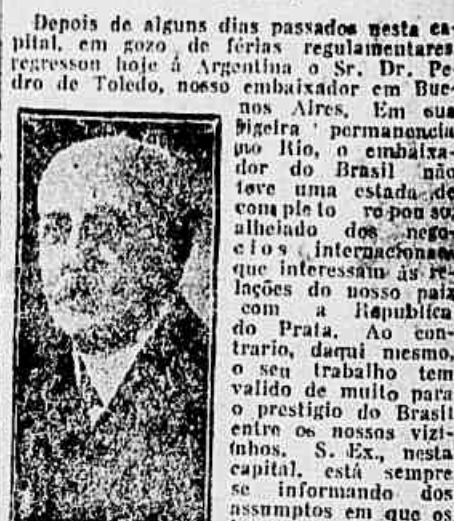 Depois de alguns dias passados nesta ca-
pital, em gozo de férias regulamentares
regressou hoje á Argentina o Sr. Dr. Pe-
dro de Toledo, nosso embaixador em Bue-
nos Aires. Em sua
ligeira permanencia
no Rio, o embaixa-
dor do Brasil não
teve uma estada de
completo repouso,
alheiado dos nego-
cios internacionaes
que interessam ás re-
lações do nosso paiz
com a Republica
do Prata. Ao con-
trario, daqui mesmo,
o seu trabalho tem
valido de muito para
o prestigio do Brasil
entre os nossos vizi-
nhos. S. Ex., nesta
capital, está sempre
se informando dos
assumptos em que os